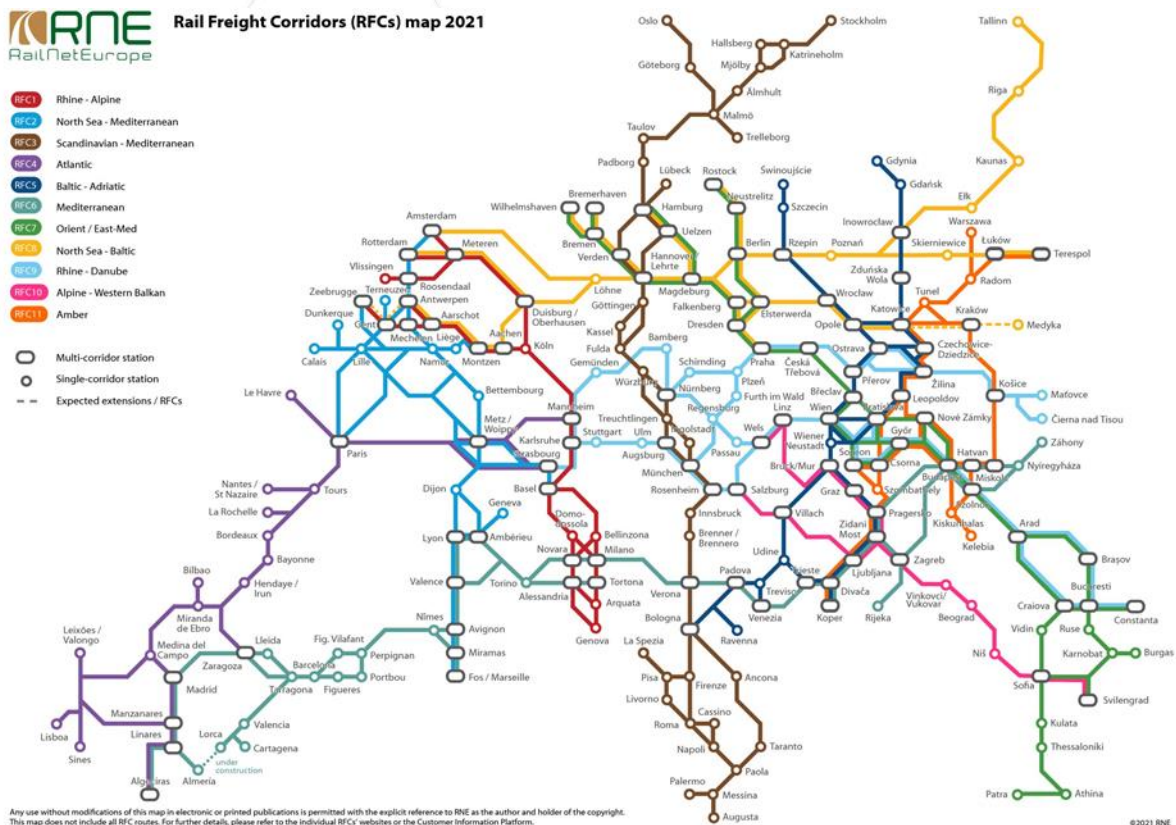 RNE
RailNetEurope
Rail Freight Corridors (RFCs) map 2021
RFC1 Rhine - Alpine
RFC2 North Sea - Mediterranean
RFC3 Scandinavian - Mediterranean
RFC4 Atlantic
RFC5 Baltic - Adriatic
RFC6 Mediterranean
RFC7 Orient / East-Med
RFC8 North Sea - Baltic
RFC9 Rhine - Danube
RFC10 Alpine - Western Balkan
RFC11 Amber
Multi-corridor station
Single-corridor station
Expected extensions / RFCs
Oslo
Stockholm
Tallinn
Hallsberg
Katrineholm
Göteborg
Mjölby
Älmhult
Riga
Malmö
Taulov
Trelleborg
Padborg
Lübeck
Rostock
Swinoujście
Gdynia
Kaunas
Bremerhaven
Wilhelmshaven
Neustrelitz
Gdańsk
Hamburg
Szczecin
Ełk
Amsterdam
Uelzen
Inowrocław
Warszawa
Rotterdam
Meteren
Bremen
Verden
Hannover/
Lehrte
Berlin
Rzepin
Poznań
Skierniewice
Łuków
Terespol
Vlissingen
Roosendaal
Löhne
Magdeburg
Zduńska
Wola
Radom
Zeebrugge
Terneuzen
Antwerpen
Göttingen
Falkenberg
Wrocław
Tunel
Dunkerque
Gent
Aarschot
Duisburg /
Oberhausen
Elsterwerda
Katowice
Kraków
Mechelen
Liège
Aachen
Kassel
Dresden
Opole
Medyka
Calais
Lille
Namur
Montzen
Köln
Fulda
Bamberg
Schirnding
Praha
Česká
Třebová
Ostrava
Czechowice-
Dziedzice
Gemünden
Würzburg
Nürnberg
Plzeň
Přerov
Žilina
Košice
Maťovce
Le Havre
Bettembourg
Mannheim
Treuchtlingen
Regensburg
Furth im Wald
Břeclav
Leopoldov
Čierna nad Tisou
Metz /
Woippy
Karlsruhe
Stuttgart
Ulm
Ingolstadt
Linz
Wien
Bratislava
Nové Zámky
Paris
Strasbourg
Augsburg
Passau
Wels
Wiener
Neustadt
Sopron
Győr
Hatvan
Záhony
Dijon
Basel
München
Bruck/Mur
Csorna
Budapest
Miskolc
Nyíregyháza
Nantes /
St Nazaire
Tours
Rosenheim
Salzburg
Graz
Szombathely
Szolnok
La Rochelle
Geneva
Domo-
dossola
Innsbruck
Villach
Pragersko
Kiskunhalas
Arad
Bordeaux
Lyon
Ambérieu
Bellinzona
Brenner /
Brennero
Zidani
Most
Kelebia
Bayonne
Novara
Milano
Udine
Zagreb
Brașov
Bilbao
Hendaye /
Irun
Valence
Torino
Alessandria
Tortona
Verona
Padova
Treviso
Trieste
Divača
Ljubljana
Bucuresti
Miranda
de Ebro
Arquata
Venezia
Koper
Rijeka
Vinkovci/
Vukovar
Craiova
Constanta
Leixões /
Valongo
Nîmes
Avignon
Genova
Bologna
Ravenna
Beograd
Vidin
Ruse
Medina del
Campo
Lleida
Fig. Vilafant
Perpignan
Miramas
La Spezia
Niš
Karnobat
Burgas
Zaragoza
Barcelona
Tarragona
Figueres
Portbou
Fos / Marseille
Pisa
Firenze
Ancona
Sofia
Madrid
Livorno
Svilengrad
Manzanares
Valencia
Cassino
Roma
Kulata
Lisboa
Linares
Lorca
Cartagena
Napoli
Taranto
Thessaloniki
Sines
under
construction
Paola
Algeciras
Almería
Palermo
Messina
Patra
Athina
Augusta
Any use without modifications of this map in electronic or printed publications is permitted with the explicit reference to RNE as the author and holder of the copyright.
This map does not include all RFC routes. For further details, please refer to the individual RFCs' websites or the Customer Information Platform.
©2021 RNE